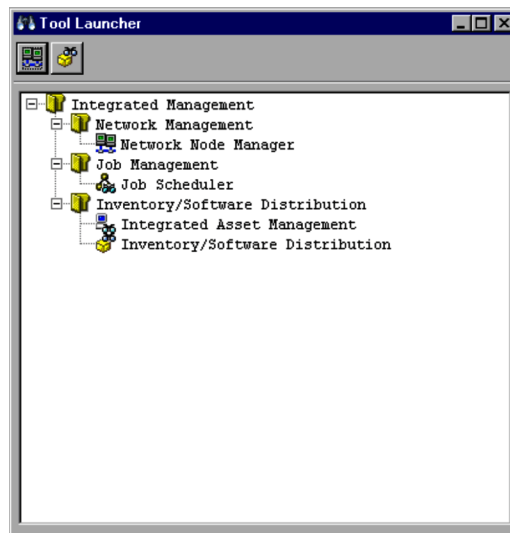 Tool Launcher
Integrated Management
Network Management
Network Node Manager
Job Management
Job Scheduler
Inventory/Software Distribution
Integrated Asset Management
Inventory/Software Distribution